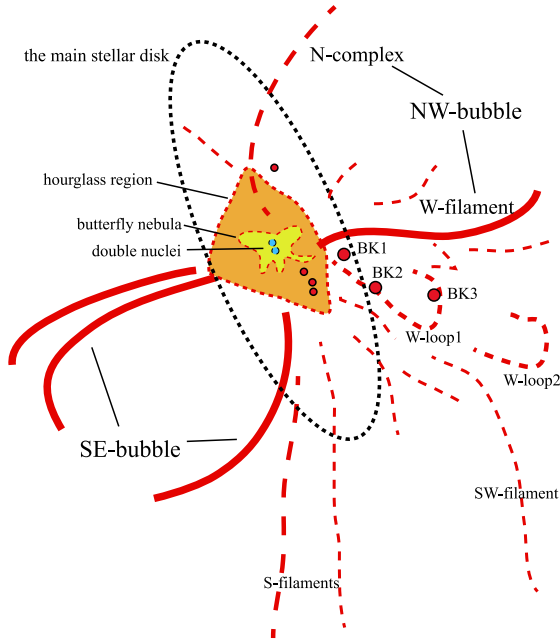 N-complex
the main stellar disk
NW-bubble
hourglass region
W-filament
butterfly nebula
double nuclei
BK1
BK2
BK3
W-loop1
W-loop2
SE-bubble
SW-filament
S-filaments